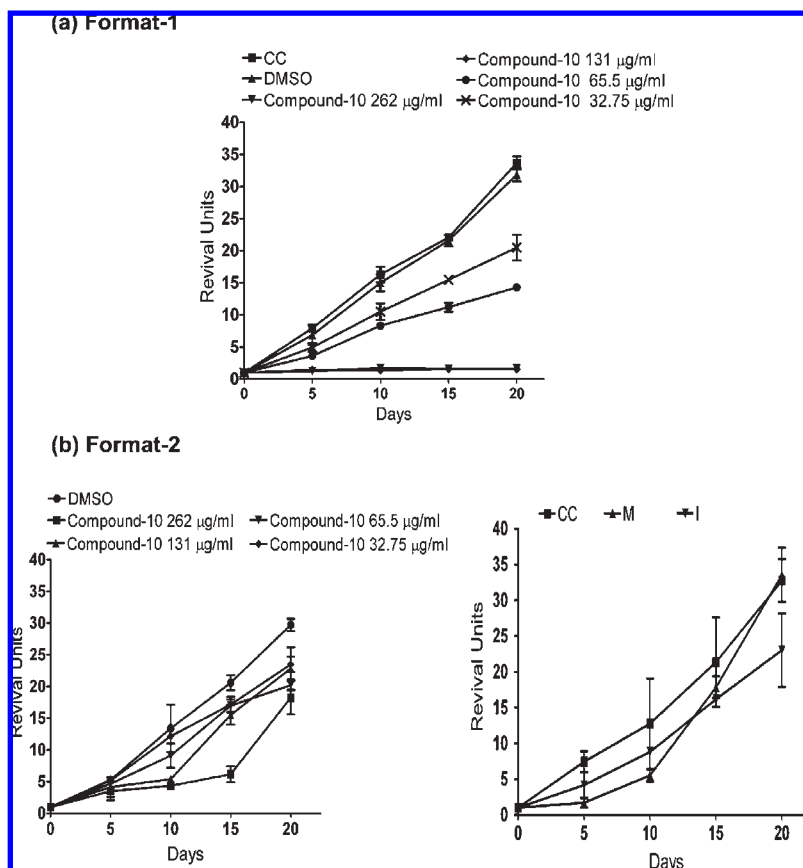 (a) Format-1
CC
DMSO
Compound-10 262 µg/ml
Compound-10 131 µg/ml
Compound-10 65.5 µg/ml
Compound-10 32.75 µg/ml
40
35
30
25
20
15
10
5
0
Revival Units
0 5 10 15 20
Days
(b) Format-2
DMSO
Compound-10 262 µg/ml
Compound-10 131 µg/ml
Compound-10 65.5 µg/ml
Compound-10 32.75 µg/ml
40
35
30
25
20
15
10
5
0
Revival Units
0 5 10 15 20
Days
CC M I
40
35
30
25
20
15
10
5
0
Revival Units
0 5 10 15 20
Days